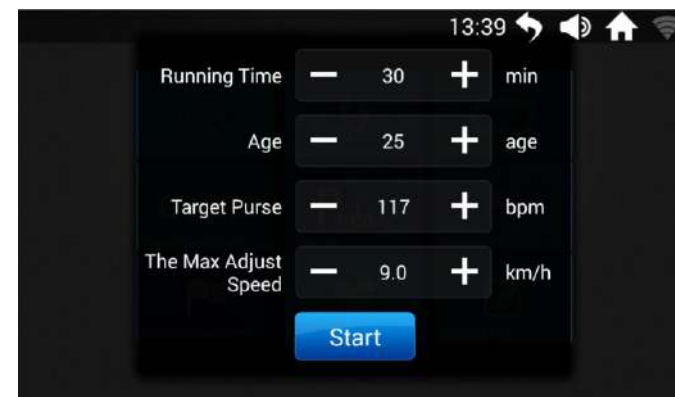 13:39
Running Time 30 min
Age 25 age
Target Purse 117 bpm
The Max Adjust
Speed 9.0 km/h
Start